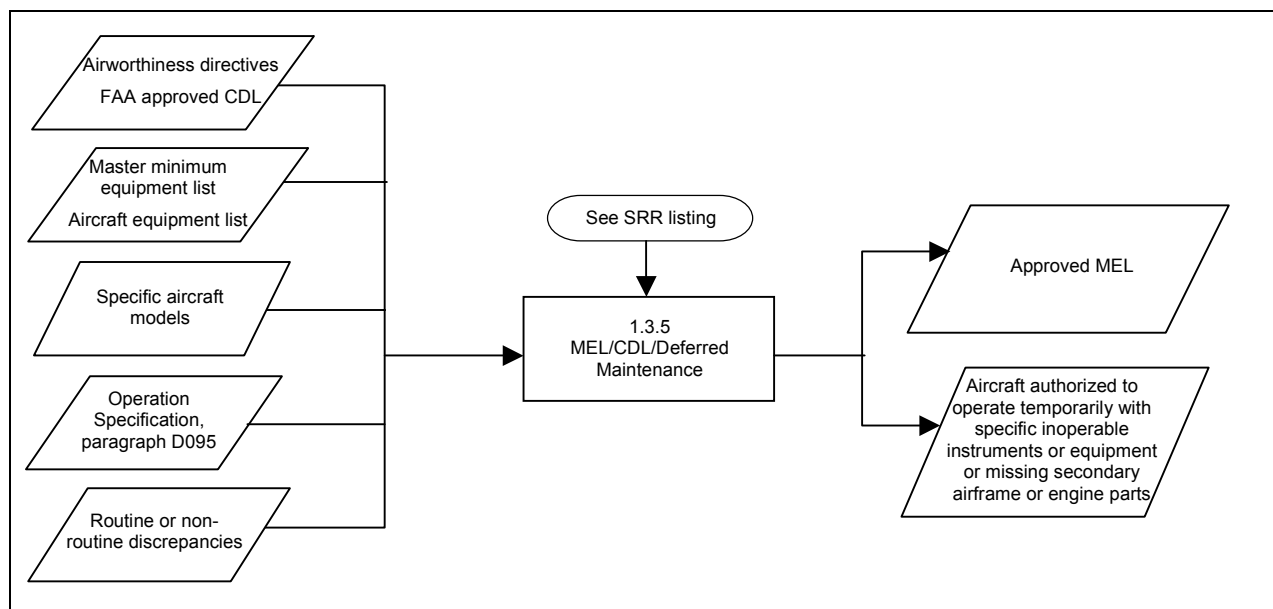 Airworthiness directives
FAA approved CDL
Master minimum
equipment list
Aircraft equipment list
Specific aircraft
models
Operation
Specification,
paragraph D095
Routine or non-
routine discrepancies
See SRR listing
1.3.5
MEL/CDL/Deferred
Maintenance
Approved MEL
Aircraft authorized to
operate temporarily with
specific inoperable
instruments or equipment
or missing secondary
airframe or engine parts